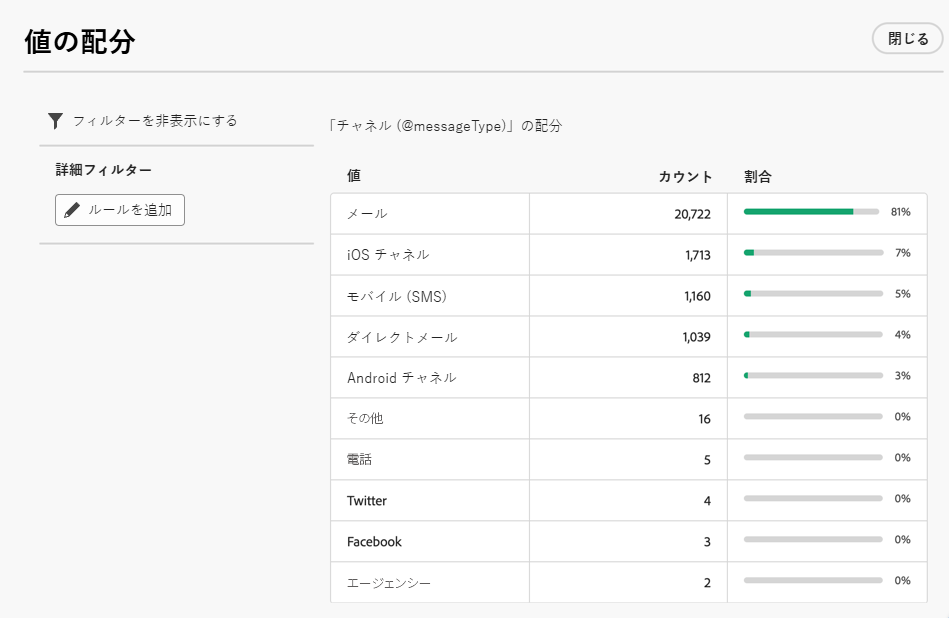 値の配分
閉じる
フィルターを非表示にする
詳細フィルター
ルールを追加
「チャネル (@messageType)」の配分
値 カウント 割合
メール 20,722 81%
iOS チャネル 1,713 7%
モバイル (SMS) 1,160 5%
ダイレクトメール 1,039 4%
Android チャネル 812 3%
その他 16 0%
電話 5 0%
Twitter 4 0%
Facebook 3 0%
エージェンシー 2 0%